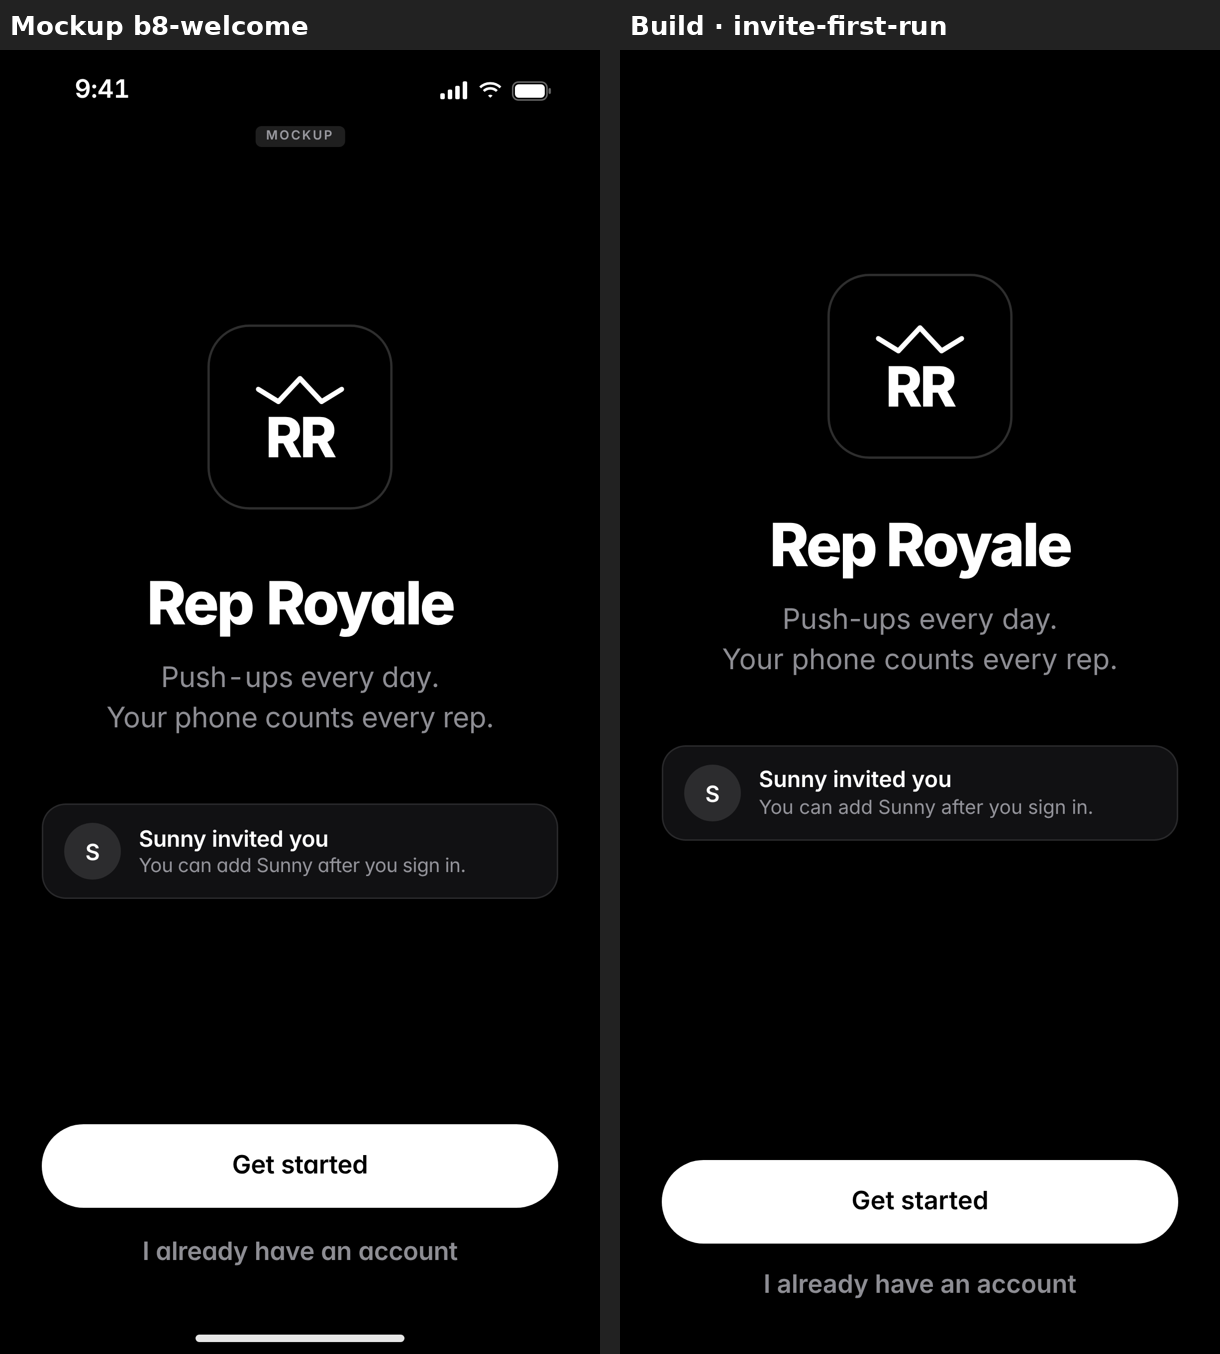 Mockup b8-welcome
9:41
MOCKUP
RR
Rep Royale
Push-ups every day.
Your phone counts every rep.
S
Sunny invited you
You can add Sunny after you sign in.
Get started
I already have an account
Build · invite-first-run
RR
Rep Royale
Push-ups every day.
Your phone counts every rep.
S
Sunny invited you
You can add Sunny after you sign in.
Get started
I already have an account